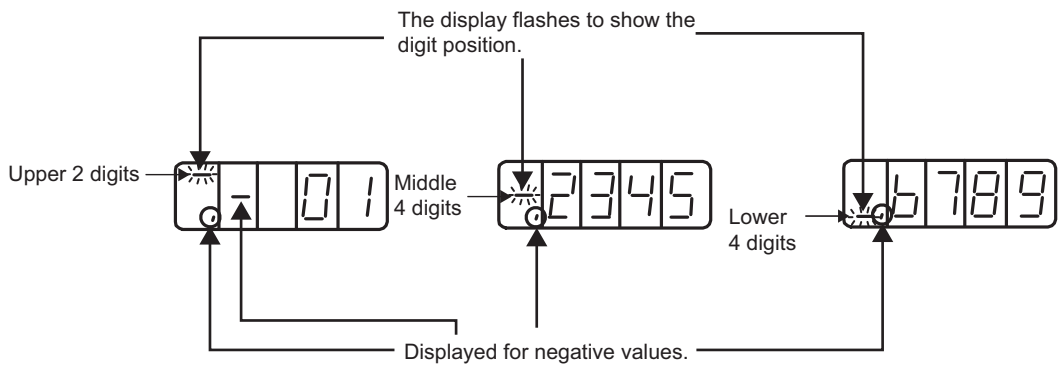 The display flashes to show the
digit position.
Upper 2 digits
- 01
Middle
4 digits
2345
Lower
4 digits
6789
Displayed for negative values.